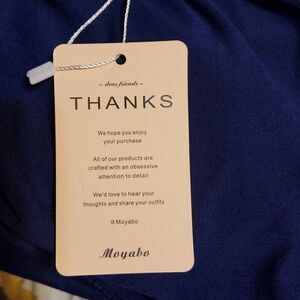 – dear friends –
THANKS
We hope you enjoy
your purchase
All of our products are
crafted with an obsessive
attention to detail
We'd love to hear your
thoughts and share your outfits
@Moyabo
Moyabo